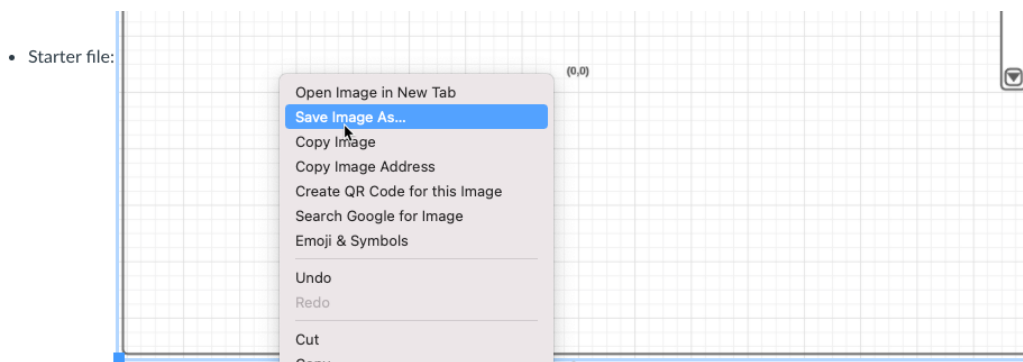 • Starter file:
(0,0)
Open Image in New Tab
Save Image As...
Copy Image
Copy Image Address
Create QR Code for this Image
Search Google for Image
Emoji & Symbols
Undo
Redo
Cut